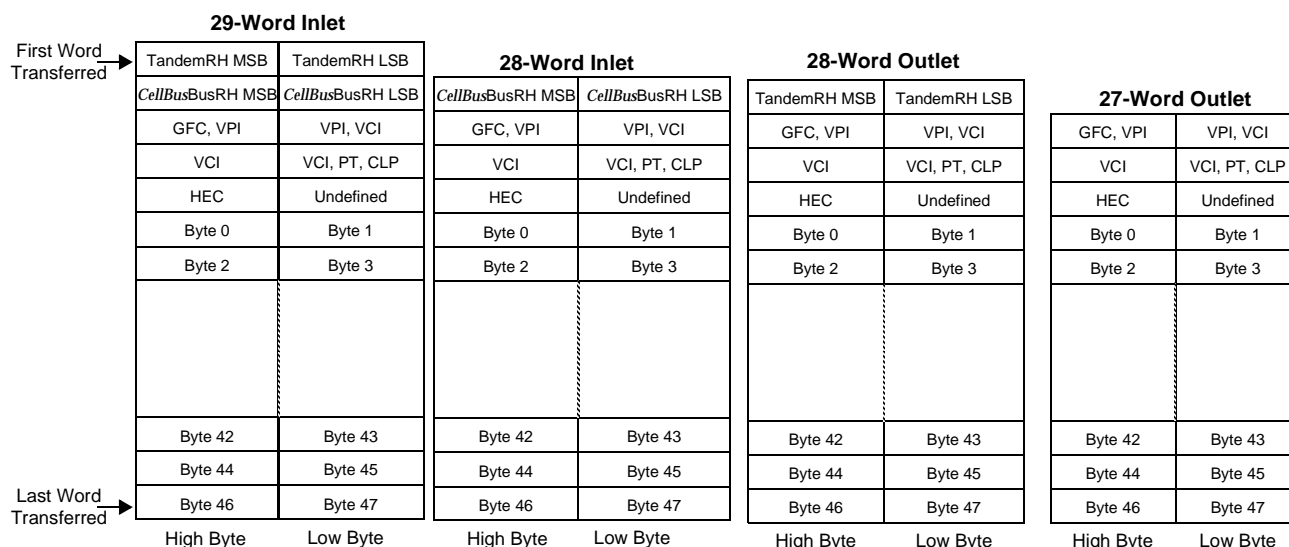 29-Word Inlet
First Word Transferred
TandemRH MSB TandemRH LSB
CellBusBusRH MSB CellBusBusRH LSB
GFC, VPI VPI, VCI
VCI VCI, PT, CLP
HEC Undefined
Byte 0 Byte 1
Byte 2 Byte 3
Byte 42 Byte 43
Byte 44 Byte 45
Last Word Transferred
Byte 46 Byte 47
High Byte Low Byte
28-Word Inlet
CellBusBusRH MSB CellBusBusRH LSB
GFC, VPI VPI, VCI
VCI VCI, PT, CLP
HEC Undefined
Byte 0 Byte 1
Byte 2 Byte 3
Byte 42 Byte 43
Byte 44 Byte 45
Byte 46 Byte 47
High Byte Low Byte
28-Word Outlet
TandemRH MSB TandemRH LSB
GFC, VPI VPI, VCI
VCI VCI, PT, CLP
HEC Undefined
Byte 0 Byte 1
Byte 2 Byte 3
Byte 42 Byte 43
Byte 44 Byte 45
Byte 46 Byte 47
High Byte Low Byte
27-Word Outlet
GFC, VPI VPI, VCI
VCI VCI, PT, CLP
HEC Undefined
Byte 0 Byte 1
Byte 2 Byte 3
Byte 42 Byte 43
Byte 44 Byte 45
Byte 46 Byte 47
High Byte Low Byte